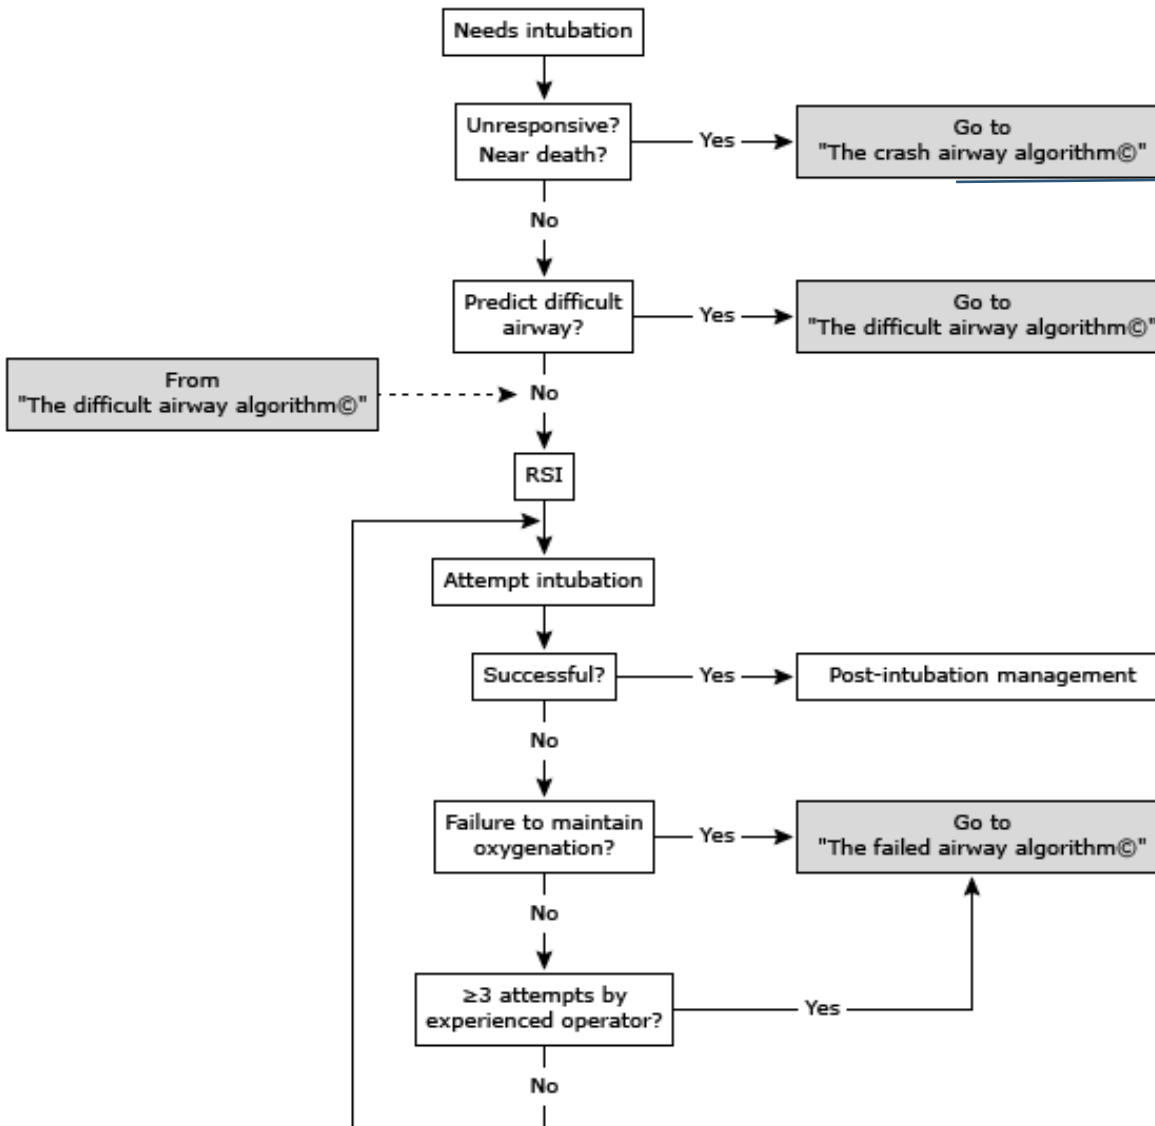 Needs intubation
Unresponsive?
Near death?
Yes
Go to
"The crash airway algorithm©"
No
Predict difficult
airway?
Yes
Go to
"The difficult airway algorithm©"
From
"The difficult airway algorithm©"
No
RSI
Attempt intubation
Successful?
Yes
Post-intubation management
No
Failure to maintain
oxygenation?
Yes
Go to
"The failed airway algorithm©"
No
≥3 attempts by
experienced operator?
Yes
No